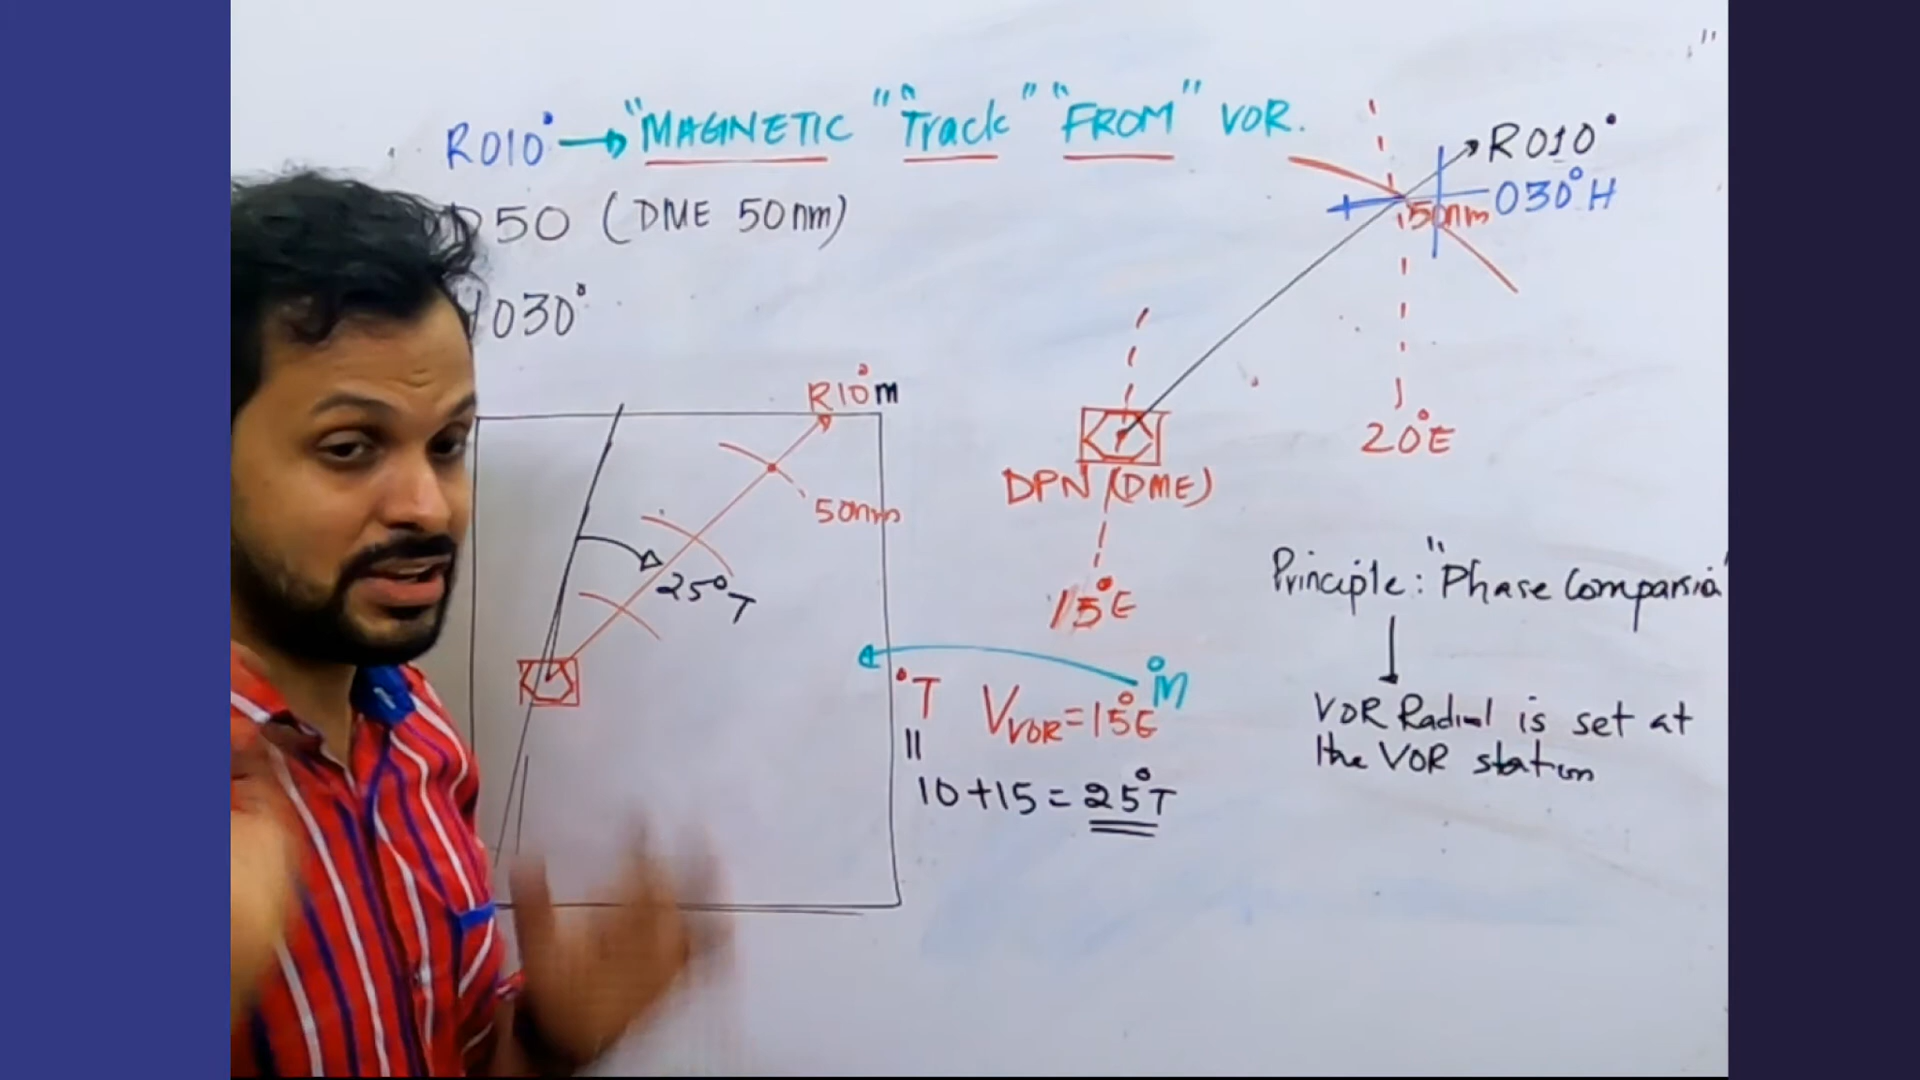 R010° → "MAGNETIC" "Track" "FROM" VOR.
D50 (DME 50nm)
030°
R010°
030°H
50nm
R10°m
50nm
25°T
20°E
DPN (DME)
15°E
Principle: "Phase Comparsio"
VOR Radial is set at
the VOR station
°M
°T VVOR=15°E
=
10+15=25°T